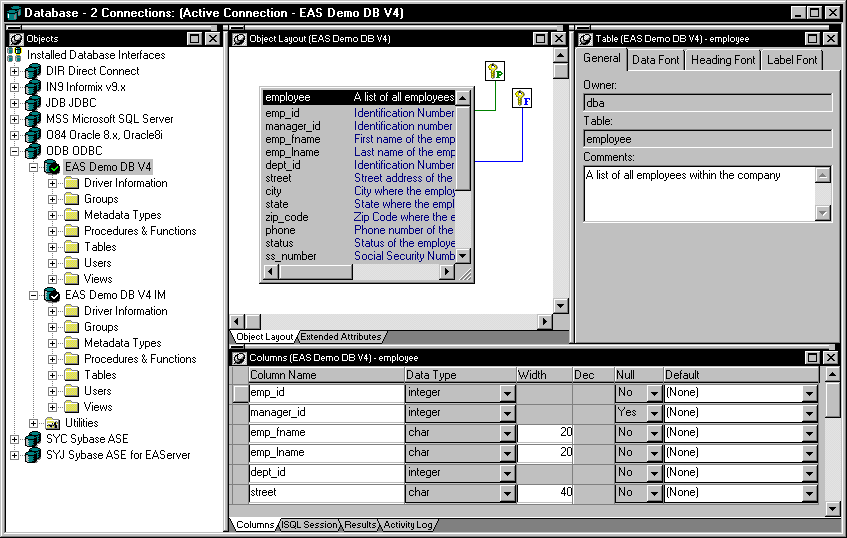 Database - 2 Connections: (Active Connection - EAS Demo DB V4)
Objects
Installed Database Interfaces
DIR Direct Connect
IN9 Informix v9.x
JDB JDBC
MSS Microsoft SQL Server
O84 Oracle 8.x, Oracle8i
ODB ODBC
EAS Demo DB V4
Driver Information
Groups
Metadata Types
Procedures & Functions
Tables
Users
Views
EAS Demo DB V4 IM
Driver Information
Groups
Metadata Types
Procedures & Functions
Tables
Users
Views
Utilities
SYC Sybase ASE
SYJ Sybase ASE for EAServer
Object Layout (EAS Demo DB V4)
P
F
employee A list of all employees
emp_id Identification Number
manager_id Identification number
emp_fname First name of the emp
emp_lname Last name of the emp
dept_id Identification Number
street Street address of the
city City where the employ
state State where the empl
zip_code Zip Code where the e
phone Phone number of the
status Status of the employe
ss_number Social Security Numb
Object Layout Extended Attributes
Table (EAS Demo DB V4) - employee
General Data Font Heading Font Label Font
Owner:
dba
Table:
employee
Comments:
A list of all employees within the company
Columns (EAS Demo DB V4) - employee
Column Name Data Type Width Dec Null Default
emp_id integer No (None)
manager_id integer Yes (None)
emp_fname char 20 No (None)
emp_lname char 20 No (None)
dept_id integer No (None)
street char 40 No (None)
Columns ISQL Session Results Activity Log